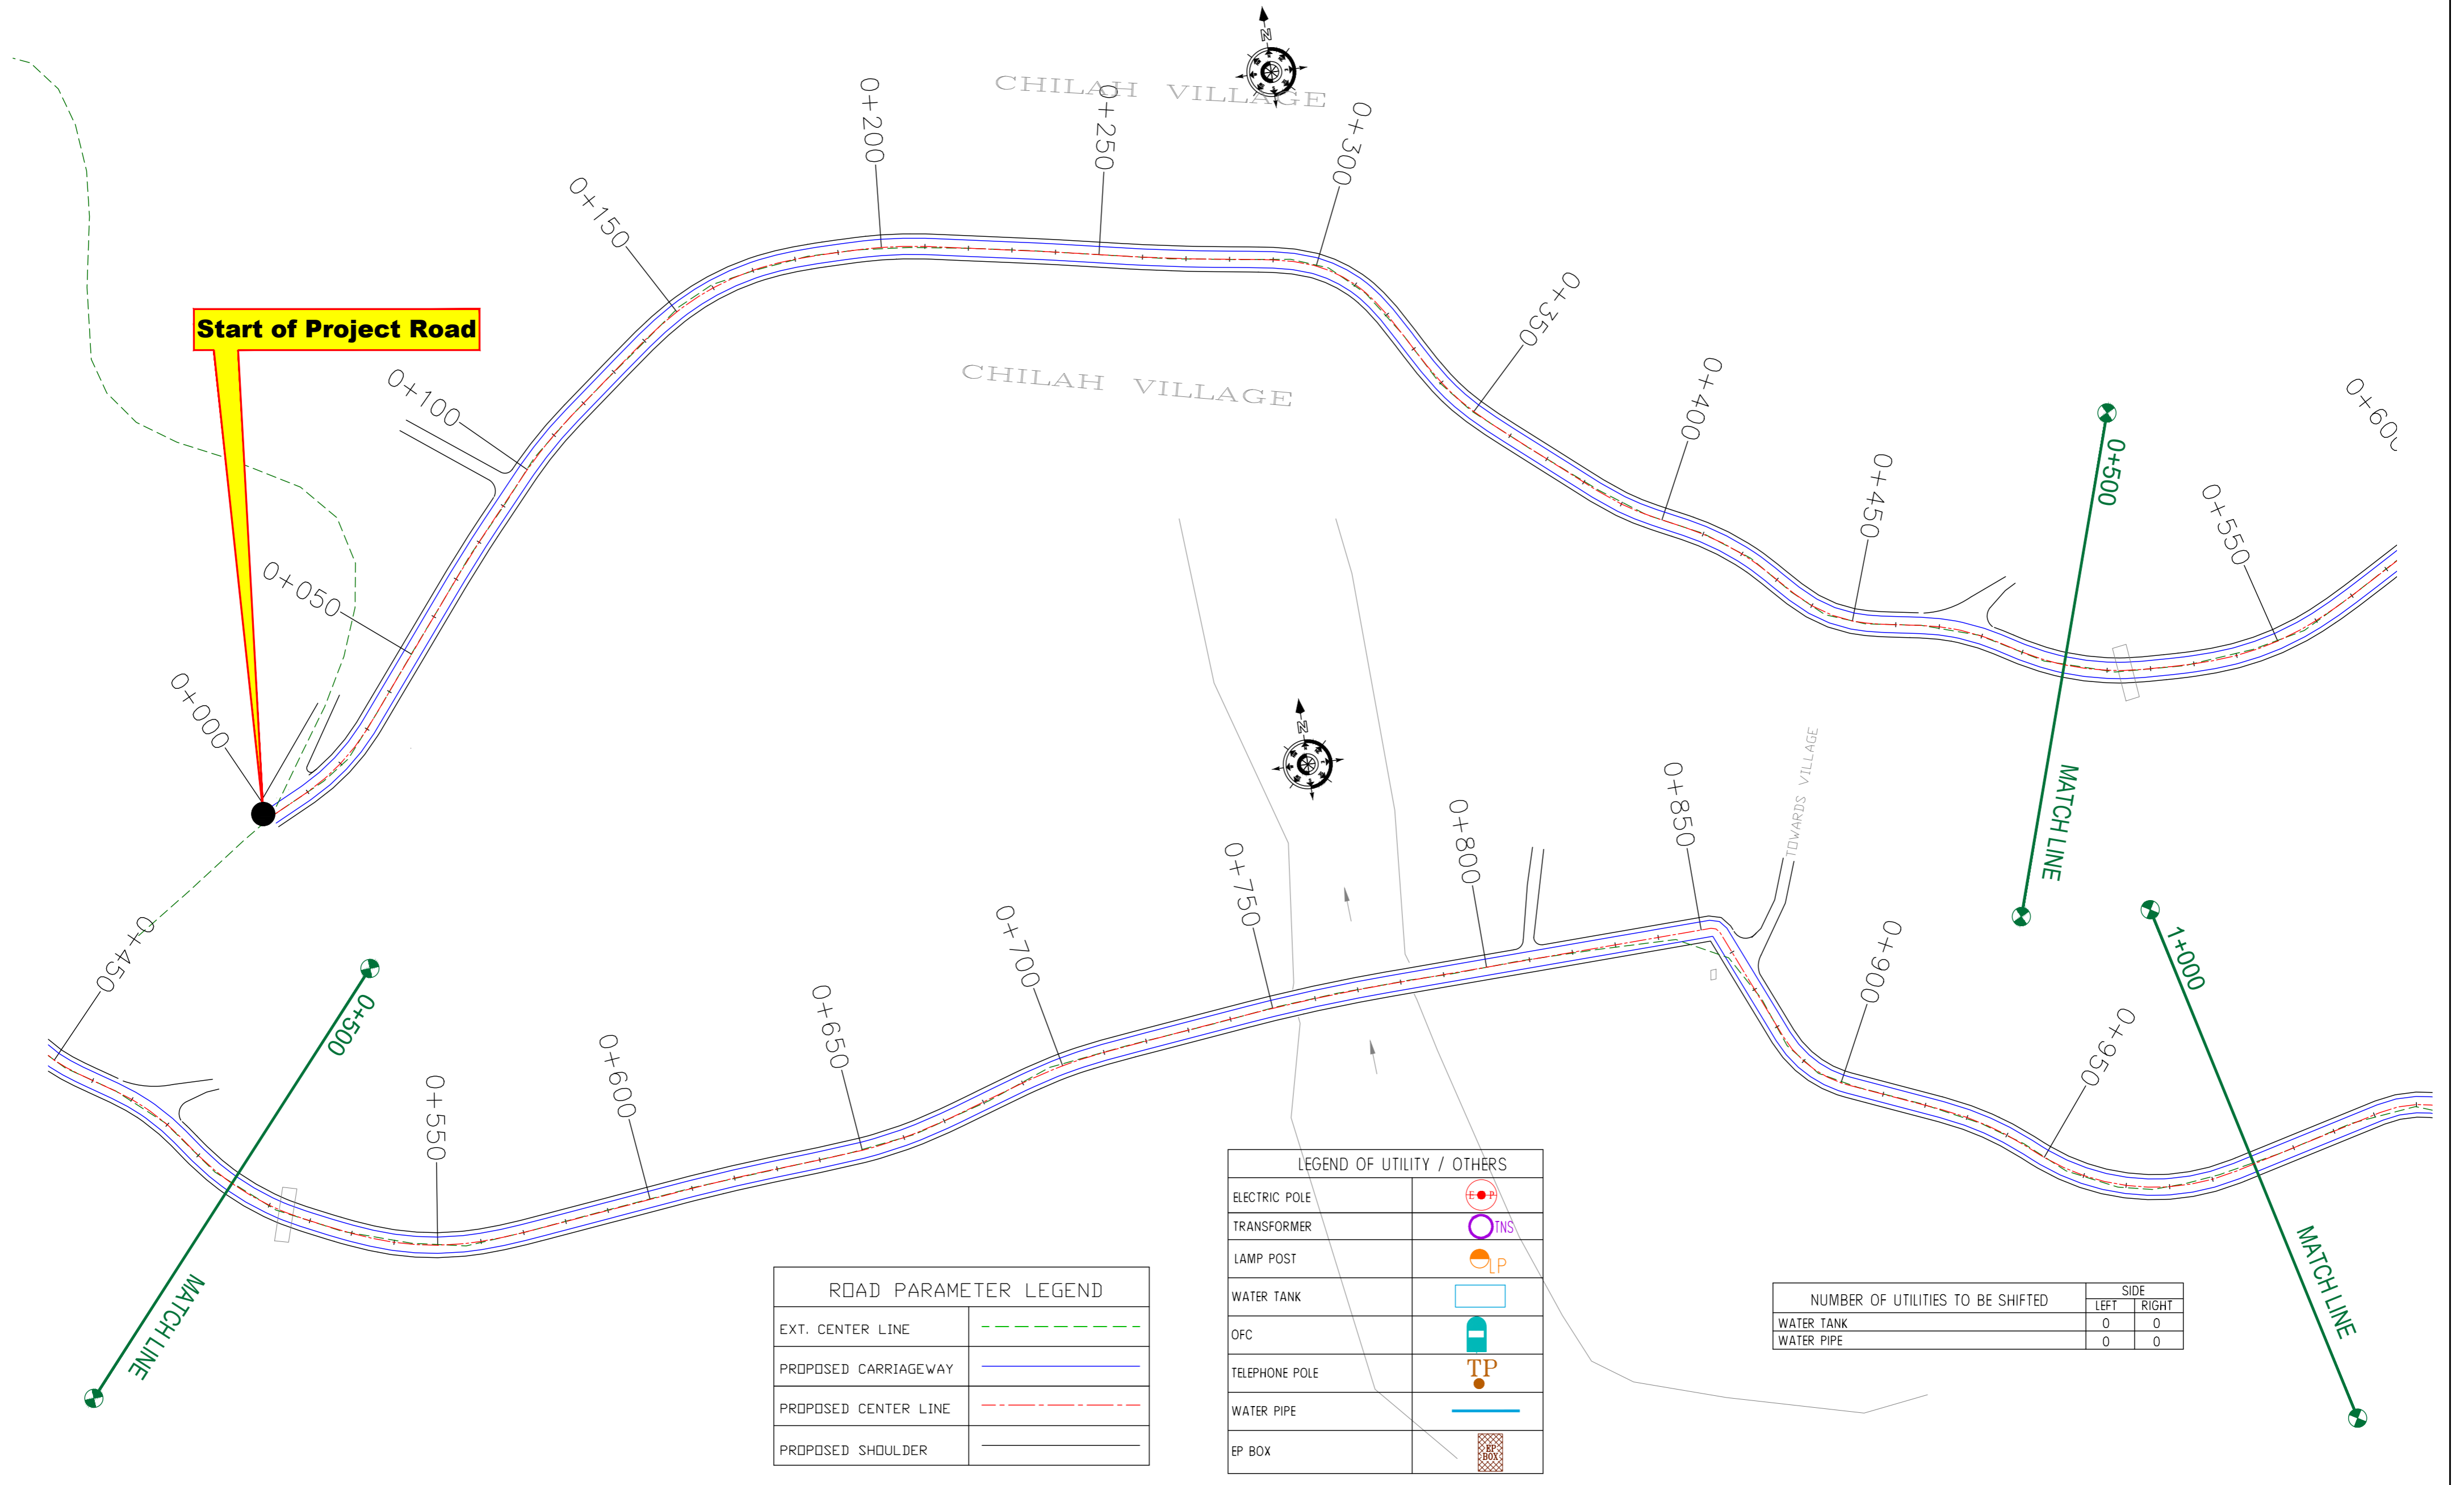 N
CHILAH VILLAGE
0+200
0+250
0+300
0+150
Start of Project Road
0+100
CHILAH VILLAGE
0+350
0+400
0+450
0+500
0+550
0+050
0+000
MATCH LINE
N
TOWARDS VILLAGE
0+450
0+500
MATCH LINE
0+550
0+600
0+650
0+700
0+750
0+800
0+850
0+900
0+950
1+000
MATCH LINE
ROAD PARAMETER LEGEND
EXT. CENTER LINE
PROPOSED CARRIAGEWAY
PROPOSED CENTER LINE
PROPOSED SHOULDER
LEGEND OF UTILITY / OTHERS
ELECTRIC POLE E P
TRANSFORMER TNS
LAMP POST LP
WATER TANK
OFC
TELEPHONE POLE TP
WATER PIPE
EP BOX EP BOX
NUMBER OF UTILITIES TO BE SHIFTED SIDE
LEFT RIGHT
WATER TANK 0 0
WATER PIPE 0 0